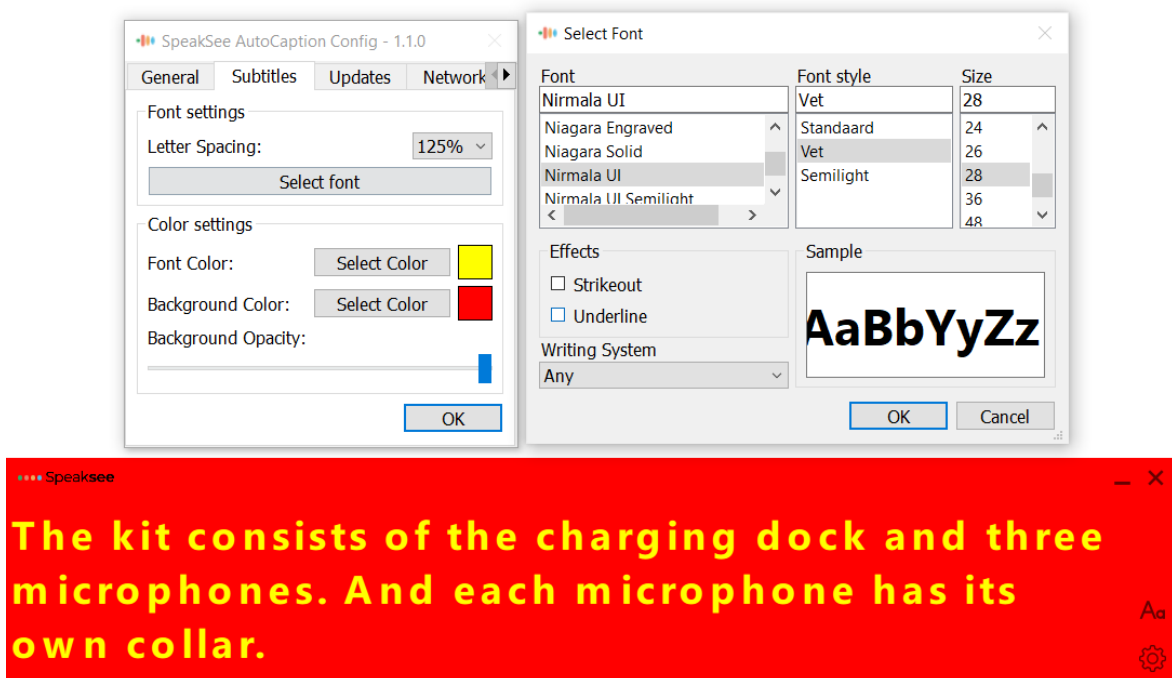 SpeakSee AutoCaption Config - 1.1.0
General Subtitles Updates Network
Font settings
Letter Spacing: 125%
Select font
Color settings
Font Color: Select Color
Background Color: Select Color
Background Opacity:
OK
Select Font
Font Font style Size
Nirmala UI Vet 28
Niagara Engraved Standaard 24
Niagara Solid Vet 26
Nirmala UI Semilight 28
Nirmala UI Semilight 36
48
Effects Sample
Strikeout
Underline
AaBbYyZz
Writing System
Any
OK Cancel
Speaksee
The kit consists of the charging dock and three
microphones. And each microphone has its
own collar.
Aa